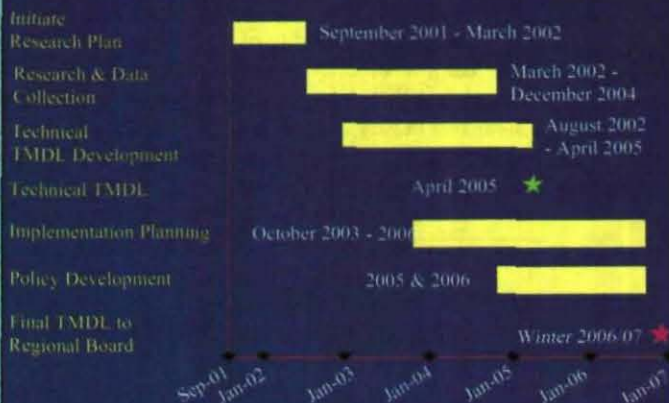 Initiate
Research Plan
September 2001 - March 2002
Research & Data
Collection
March 2002 -
December 2004
Technical
TMDL Development
August 2002
- April 2005
Technical TMDL
April 2005
Implementation Planning
October 2003 - 2006
Policy Development
2005 & 2006
Final TMDL to
Regional Board
Winter 2006/07
Sep-01
Jan-02
Jan-03
Jan-04
Jan-05
Jan-06
Jan-07